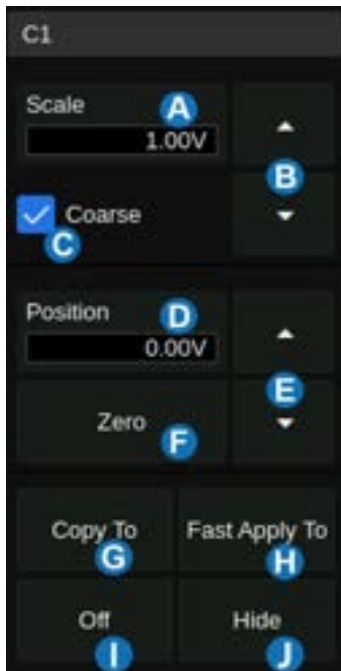 C1
Scale
A
1.00V
B
Coarse
C
Position
D
0.00V
E
Zero
F
Copy To
Fast Apply To
G
H
Off
Hide
I
J